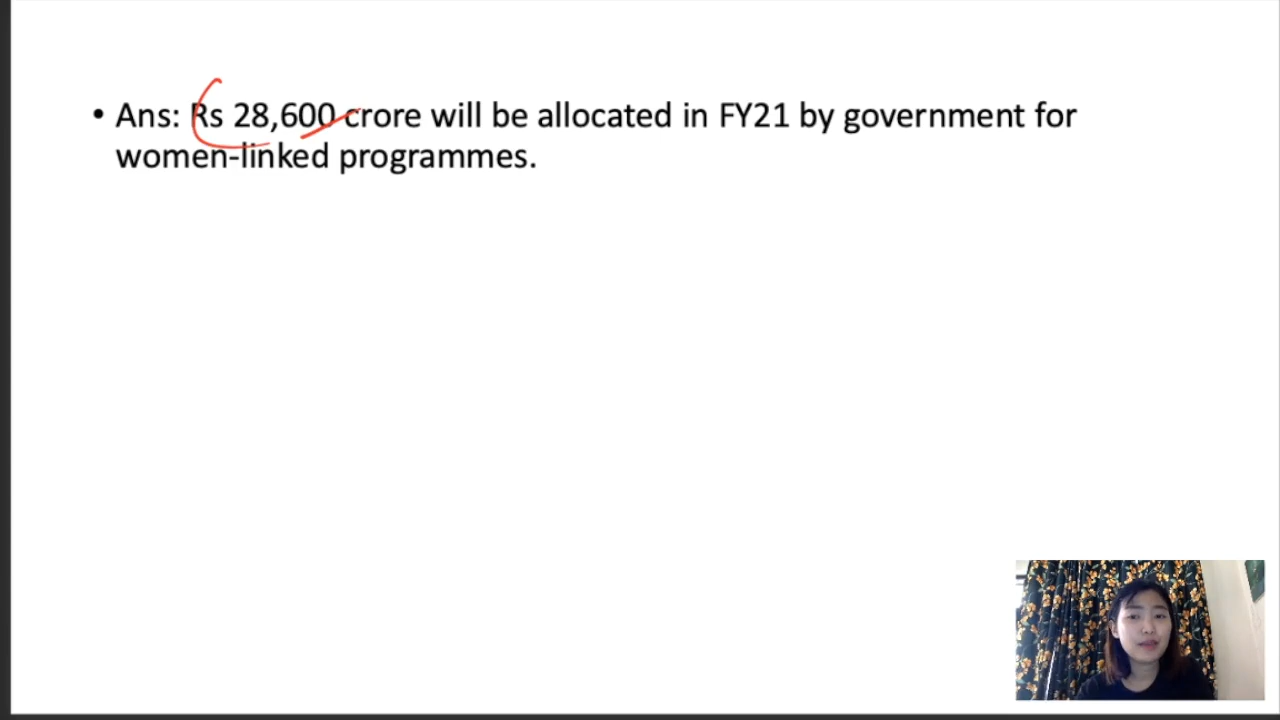 • Ans: Rs 28,600 crore will be allocated in FY21 by government for
women-linked programmes.